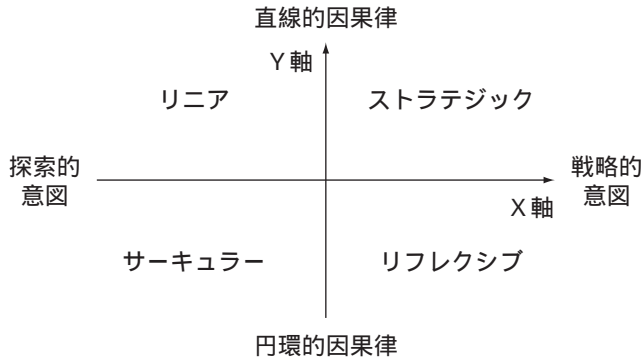 直線的因果律
Y軸
リニア
ストラテジック
探索的
意図
戦略的
意図
X軸
サーキュラー
リフレクシブ
円環的因果律